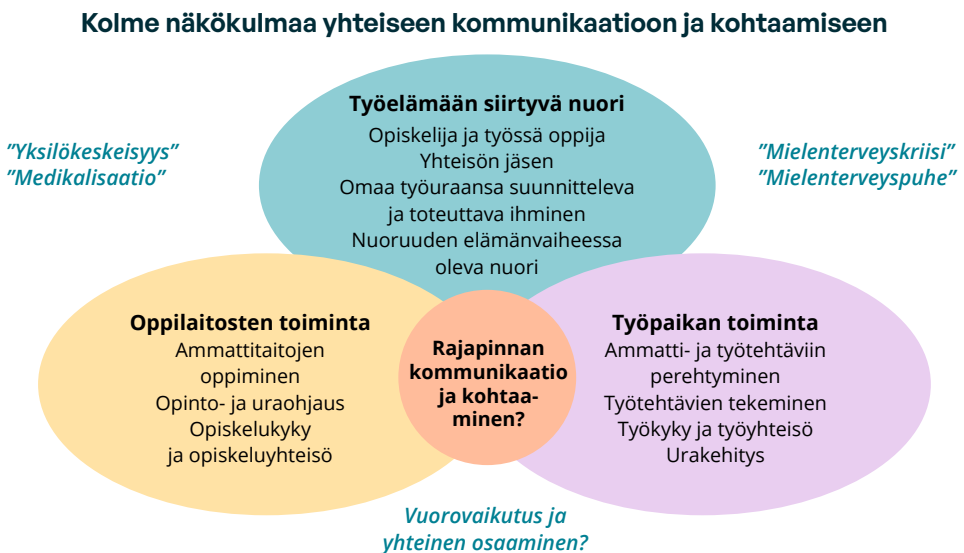 Kolme näkökulmaa yhteiseen kommunikaatioon ja kohtaamiseen
Työelämään siirtyvä nuori
Opiskelija ja työssä oppija
Yhteisön jäsen
Omaa työuraansa suunnitteleva
ja toteuttava ihminen
Nuoruuden elämänvaiheessa
oleva nuori
”Yksilökeskeisyys”
”Medikalisaatio”
”Mielenterveyskriisi”
”Mielenterveyspuhe”
Oppilaitosten toiminta
Ammattitaitojen
oppiminen
Opinto- ja uraohjaus
Opiskelukyky
ja opiskeluyhteisö
Rajapinnan
kommunikaatio
ja kohtaa-
minen?
Työpaikan toiminta
Ammatti- ja työtehtäviin
perehtyminen
Työtehtävien tekeminen
Työkyky ja työyhteisö
Urakehitys
Vuorovaikutus ja
yhteinen osaaminen?